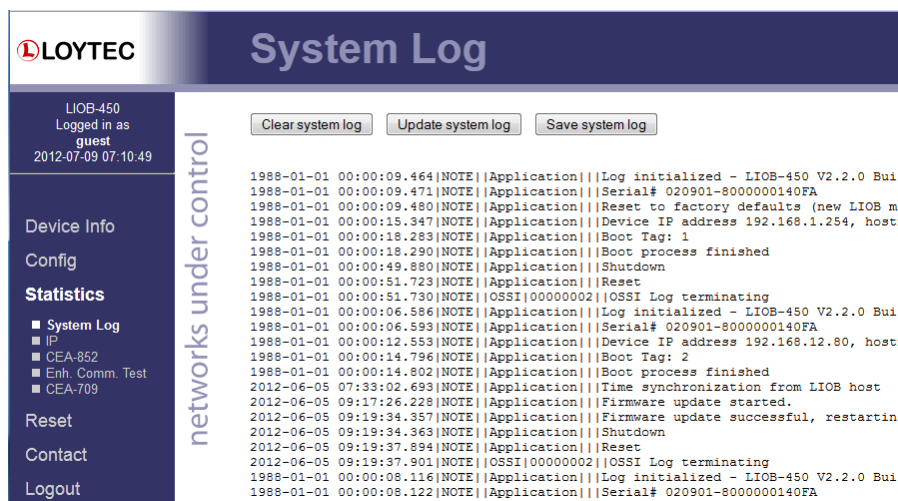 LOYTEC
System Log
LIOB-450
Logged in as
guest
2012-07-09 07:10:49
Device Info
Config
Statistics
System Log
IP
CEA-852
Enh. Comm. Test
CEA-709
Reset
Contact
Logout
networks under control
Clear system log
Update system log
Save system log
1988-01-01 00:00:09.464|NOTE||Application|||Log initialized - LIOB-450 V2.2.0 Bui
1988-01-01 00:00:09.471|NOTE||Application|||Serial# 020901-8000000140FA
1988-01-01 00:00:09.480|NOTE||Application|||Reset to factory defaults (new LIOB m
1988-01-01 00:00:15.347|NOTE||Application|||Device IP address 192.168.1.254, host
1988-01-01 00:00:18.283|NOTE||Application|||Boot Tag: 1
1988-01-01 00:00:18.290|NOTE||Application|||Boot process finished
1988-01-01 00:00:49.880|NOTE||Application|||Shutdown
1988-01-01 00:00:51.723|NOTE||Application|||Reset
1988-01-01 00:00:51.730|NOTE||OSSI|00000002||OSSI Log terminating
1988-01-01 00:00:06.586|NOTE||Application|||Log initialized - LIOB-450 V2.2.0 Bui
1988-01-01 00:00:06.593|NOTE||Application|||Serial# 020901-8000000140FA
1988-01-01 00:00:12.553|NOTE||Application|||Device IP address 192.168.12.80, host
1988-01-01 00:00:14.796|NOTE||Application|||Boot Tag: 2
1988-01-01 00:00:14.802|NOTE||Application|||Boot process finished
2012-06-05 07:33:02.693|NOTE||Application|||Time synchronization from LIOB host
2012-06-05 09:17:26.228|NOTE||Application|||Firmware update started.
2012-06-05 09:19:34.357|NOTE||Application|||Firmware update successful, restartin
2012-06-05 09:19:34.363|NOTE||Application|||Shutdown
2012-06-05 09:19:37.894|NOTE||Application|||Reset
2012-06-05 09:19:37.901|NOTE||OSSI|00000002||OSSI Log terminating
1988-01-01 00:00:08.116|NOTE||Application|||Log initialized - LIOB-450 V2.2.0 Bui
1988-01-01 00:00:08.122|NOTE||Application|||Serial# 020901-8000000140FA